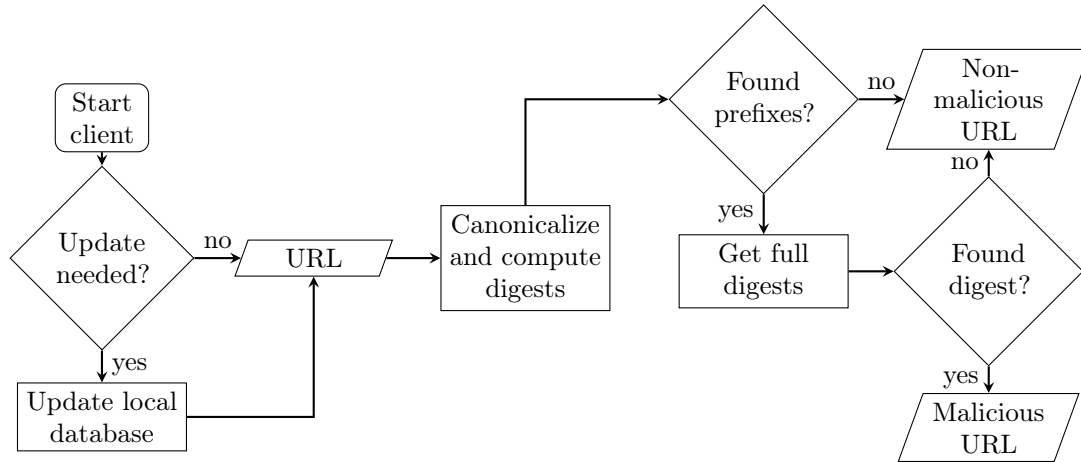 Start
client
Update
needed?
no
yes
Update local
database
URL
Canonicalize
and compute
digests
Found
prefixes?
no
yes
Non-
malicious
URL
Get full
digests
Found
digest?
no
yes
Malicious
URL